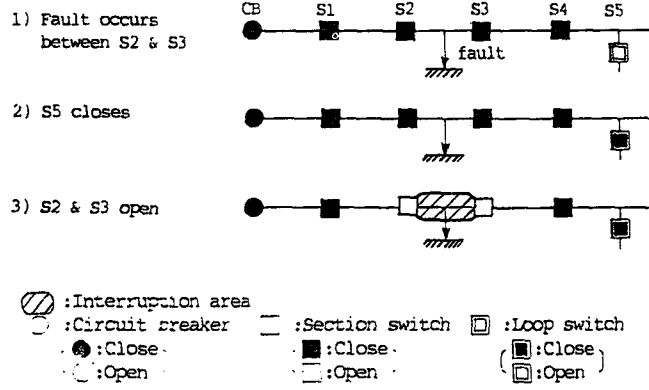 CB S1 S2 S3 S4 S5
1) Fault occurs
between S2 & S3
fault
2) S5 closes
3) S2 & S3 open
:Interruption area
:Circuit breaker :Section switch :Loop switch
:Close :Close :Close
:Open :Open :Open